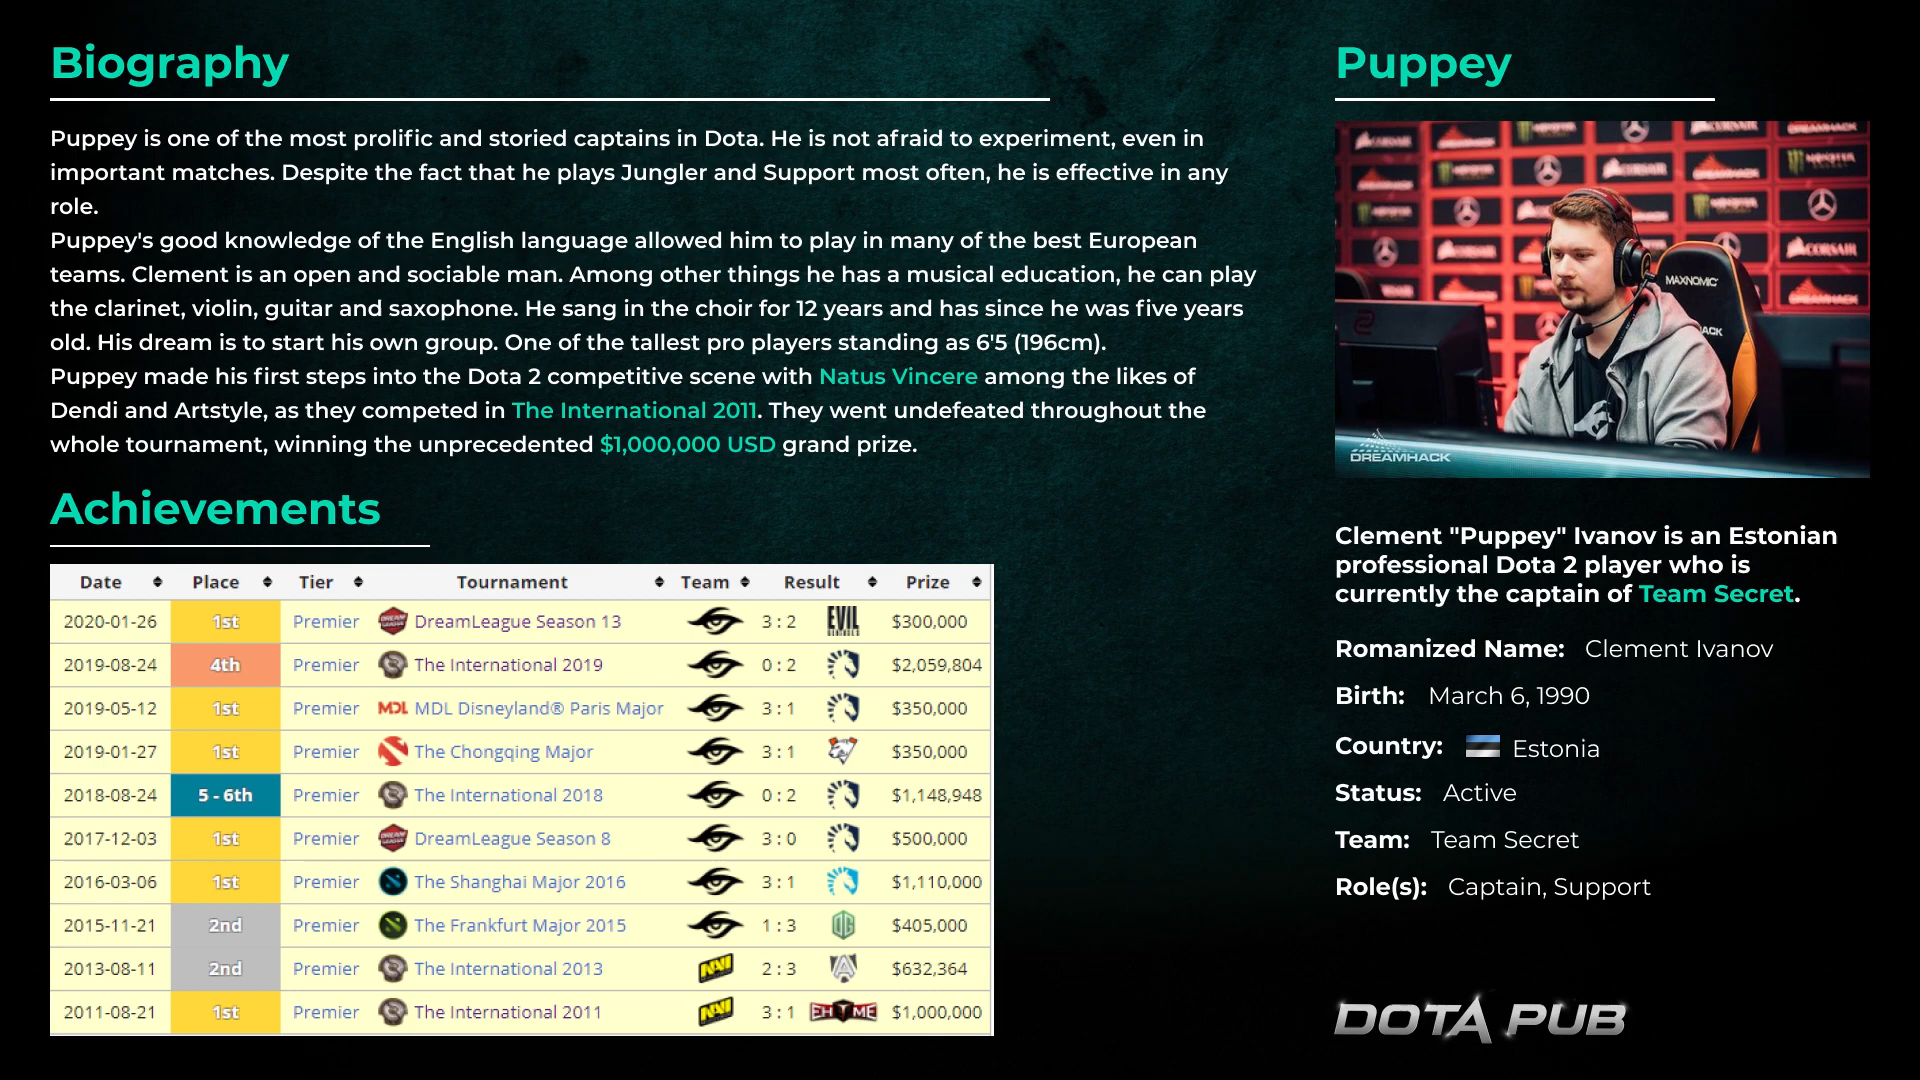 Biography
Puppey is one of the most prolific and storied captains in Dota. He is not afraid to experiment, even in
important matches. Despite the fact that he plays Jungler and Support most often, he is effective in any
role.
Puppey's good knowledge of the English language allowed him to play in many of the best European
teams. Clement is an open and sociable man. Among other things he has a musical education, he can play
the clarinet, violin, guitar and saxophone. He sang in the choir for 12 years and has since he was five years
old. His dream is to start his own group. One of the tallest pro players standing as 6'5 (196cm).
Puppey made his first steps into the Dota 2 competitive scene with Natus Vincere among the likes of
Dendi and Artstyle, as they competed in The International 2011. They went undefeated throughout the
whole tournament, winning the unprecedented $1,000,000 USD grand prize.
Achievements
Date Place Tier Tournament Team Result Prize
2020-01-26 1st Premier DreamLeague Season 13 3 : 2 EVIL $300,000
2019-08-24 4th Premier The International 2019 0 : 2 $2,059,804
2019-05-12 1st Premier MDL MDL Disneyland® Paris Major 3 : 1 $350,000
2019-01-27 1st Premier The Chongqing Major 3 : 1 $350,000
2018-08-24 5 - 6th Premier The International 2018 0 : 2 $1,148,948
2017-12-03 1st Premier DreamLeague Season 8 3 : 0 $500,000
2016-03-06 1st Premier The Shanghai Major 2016 3 : 1 $1,110,000
2015-11-21 2nd Premier The Frankfurt Major 2015 1 : 3 OG $405,000
2013-08-11 2nd Premier The International 2013 NAVI 2 : 3 $632,364
2011-08-21 1st Premier The International 2011 NAVI 3 : 1 EHOME $1,000,000
Puppey
CORSAIR
MAXNOMIC
DREAMHACK
Clement "Puppey" Ivanov is an Estonian
professional Dota 2 player who is
currently the captain of Team Secret.
Romanized Name: Clement Ivanov
Birth: March 6, 1990
Country: Estonia
Status: Active
Team: Team Secret
Role(s): Captain, Support
DOTA PUB